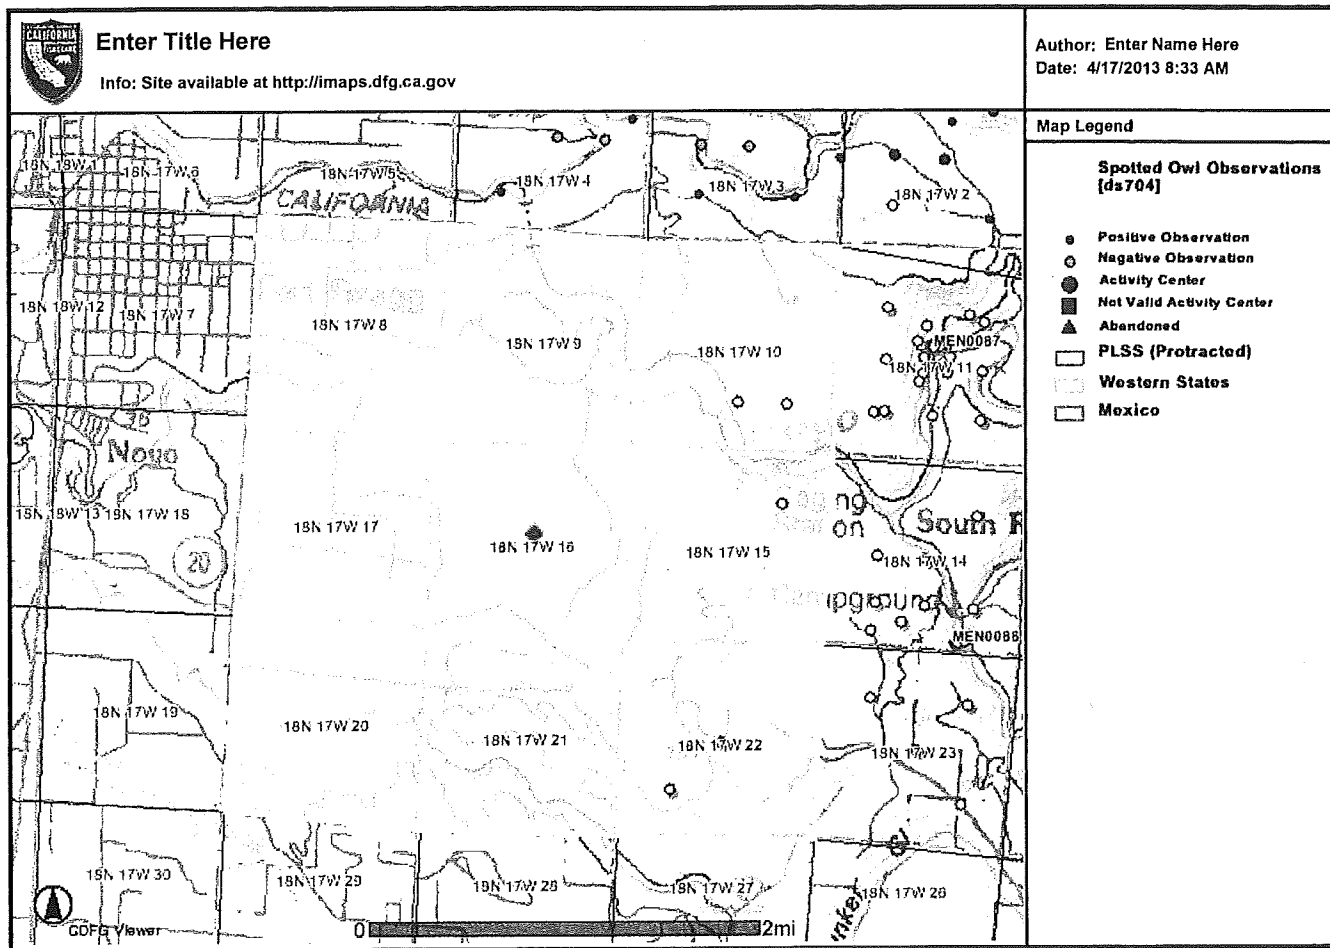 CALIFORNIA
Enter Title Here
Info: Site available at http://imaps.dfg.ca.gov
Author: Enter Name Here
Date: 4/17/2013 8:33 AM
Map Legend
Spotted Owl Observations
[ds704]
Positive Observation
Negative Observation
Activity Center
Not Valid Activity Center
Abandoned
PLSS (Protracted)
Western States
Mexico
18N 18W 1
18N 17W 6
18N 17W 5
18N 17W 4
18N 17W 3
18N 17W 2
CALIFORNIA
18N 18W 12
18N 17W 7
18N 17W 8
18N 17W 9
18N 17W 10
MEN0087
18N 17W 11
Noyo
18N 18W 13
18N 17W 18
20
18N 17W 17
18N 17W 16
18N 17W 15
South F
on
18N 17W 14
MEN0086
18N 17W 19
18N 17W 20
18N 17W 21
18N 17W 22
18N 17W 23
18N 17W 30
18N 17W 29
18N 17W 28
18N 17W 27
18N 17W 26
CDFG Viewer
0
2mi